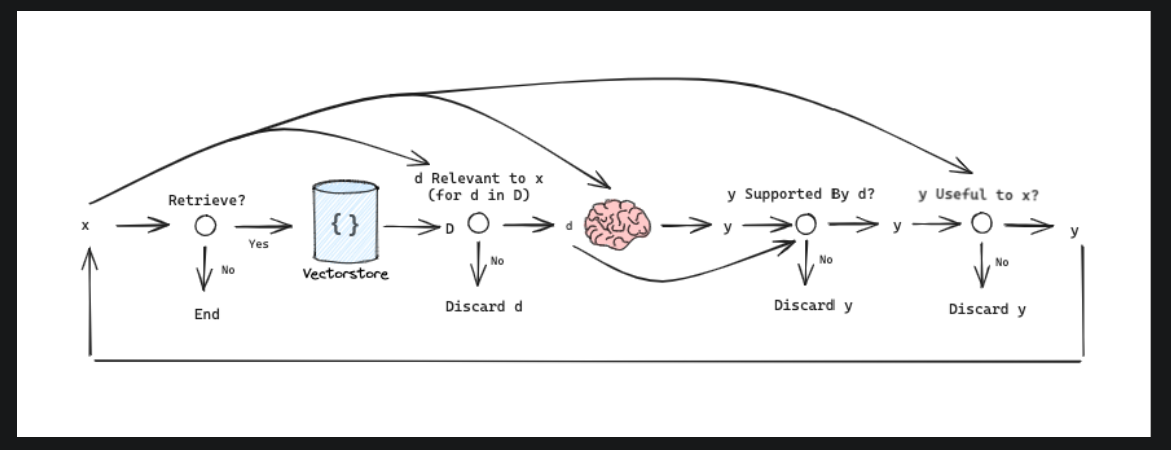 d Relevant to x
(for d in D)
Retrieve?
y Supported By d?
y Useful to x?
x
Yes
{}
D
d
y
y
y
No
No
No
No
Vectorstore
End
Discard d
Discard y
Discard y